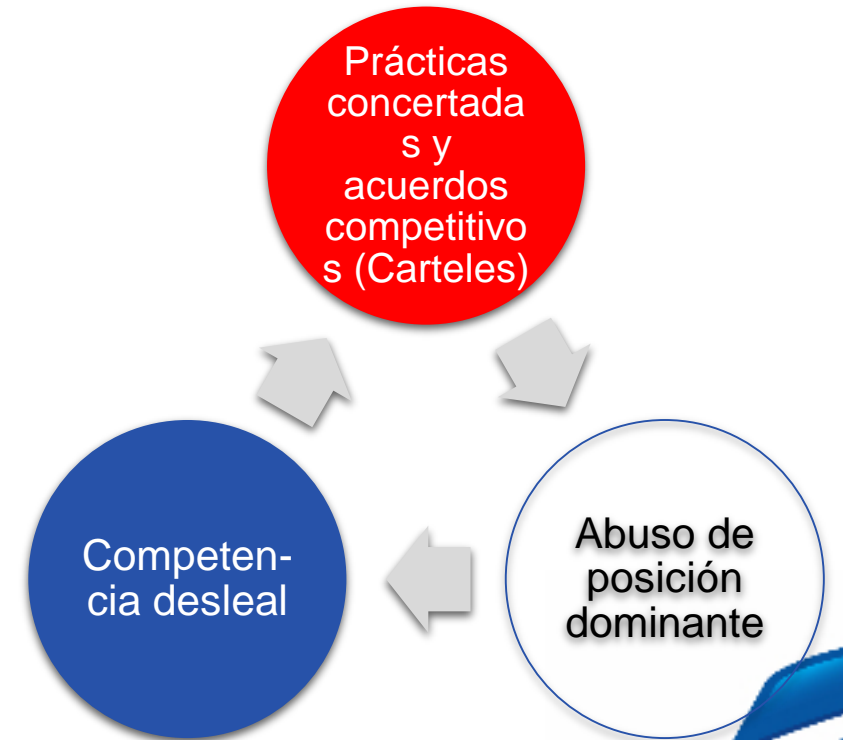 Prácticas
concertada
s y
acuerdos
competitivo
s (Carteles)
Abuso de
posición
dominante
Competen-
cia desleal